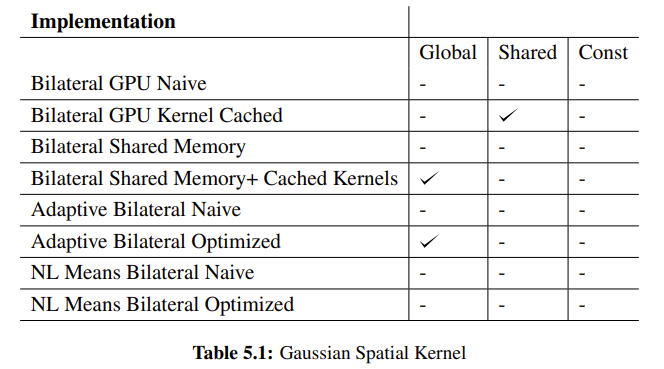 Implementation
Global Shared Const
Bilateral GPU Naive - - -
Bilateral GPU Kernel Cached - ✓ -
Bilateral Shared Memory - - -
Bilateral Shared Memory+ Cached Kernels ✓ - -
Adaptive Bilateral Naive - - -
Adaptive Bilateral Optimized ✓ - -
NL Means Bilateral Naive - - -
NL Means Bilateral Optimized - - -
Table 5.1: Gaussian Spatial Kernel